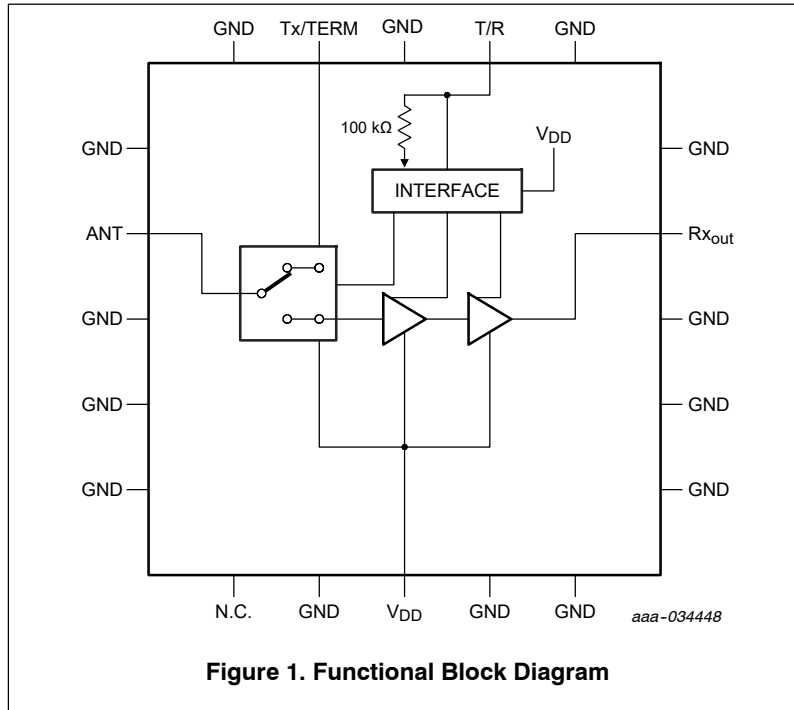 GND Tx/TERM GND T/R GND
100 kΩ
VDD
GND INTERFACE GND
ANT Rxout
GND GND
GND GND
GND GND
N.C. GND VDD GND GND
aaa-034448
Figure 1. Functional Block Diagram